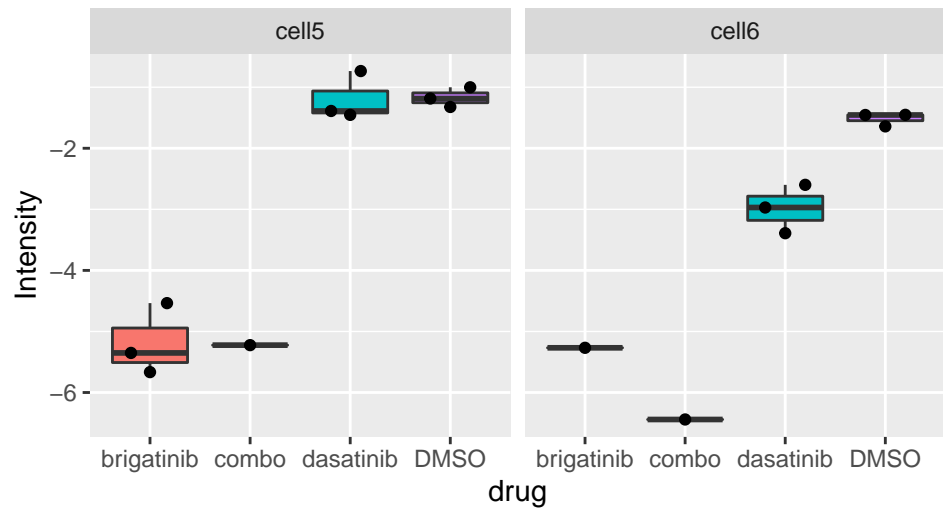 cell5 cell6
Intensity
−2
−4
−6
brigatinib combo dasatinib DMSO brigatinib combo dasatinib DMSO
drug